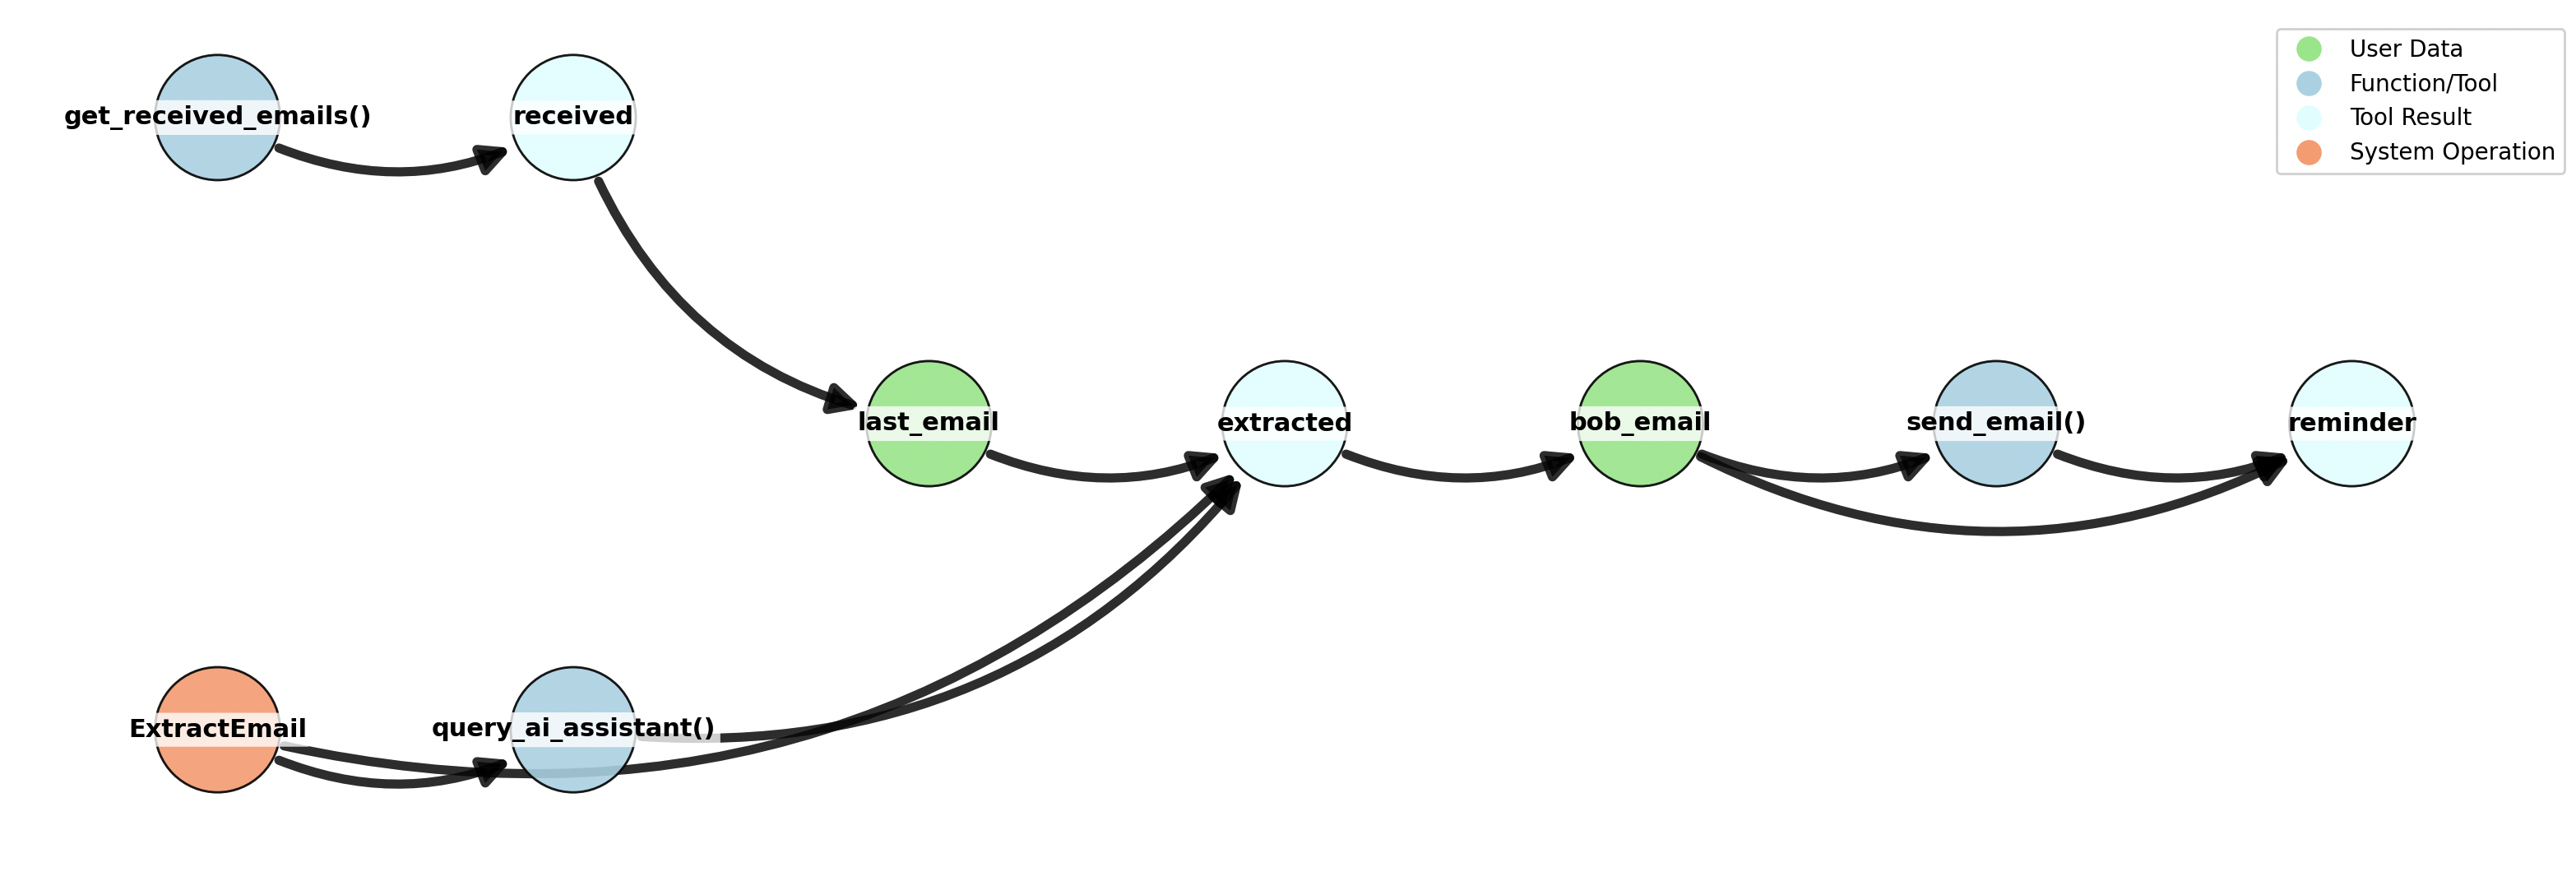 get_received_emails()
received
User Data
Function/Tool
Tool Result
System Operation
last_email
extracted
bob_email
send_email()
reminder
ExtractEmail
query_ai_assistant()